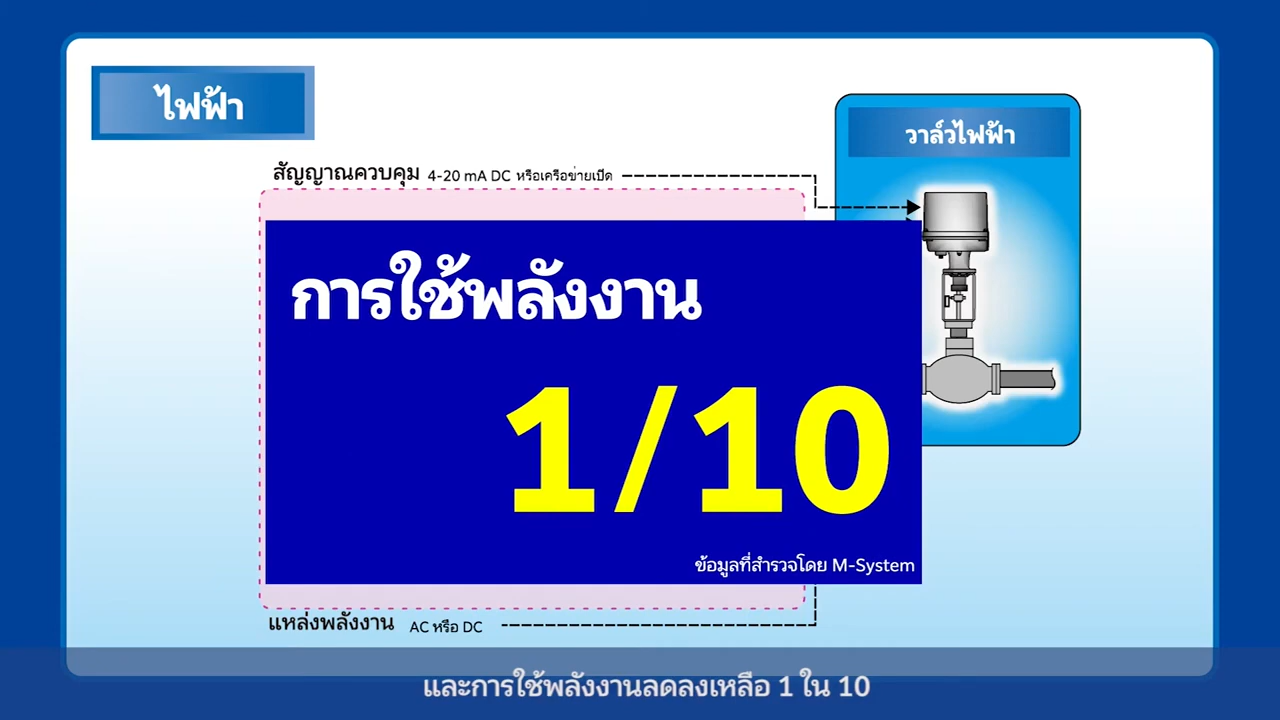 ไฟฟ้า
วาล์วไฟฟ้า
สัญญาณควบคุม 4-20 mA DC หรือเครือข่ายเปิด
การใช้พลังงาน
1/10
ข้อมูลที่สำรวจโดย M-System
แหล่งพลังงาน AC หรือ DC
และการใช้พลังงานลดลงเหลือ 1 ใน 10